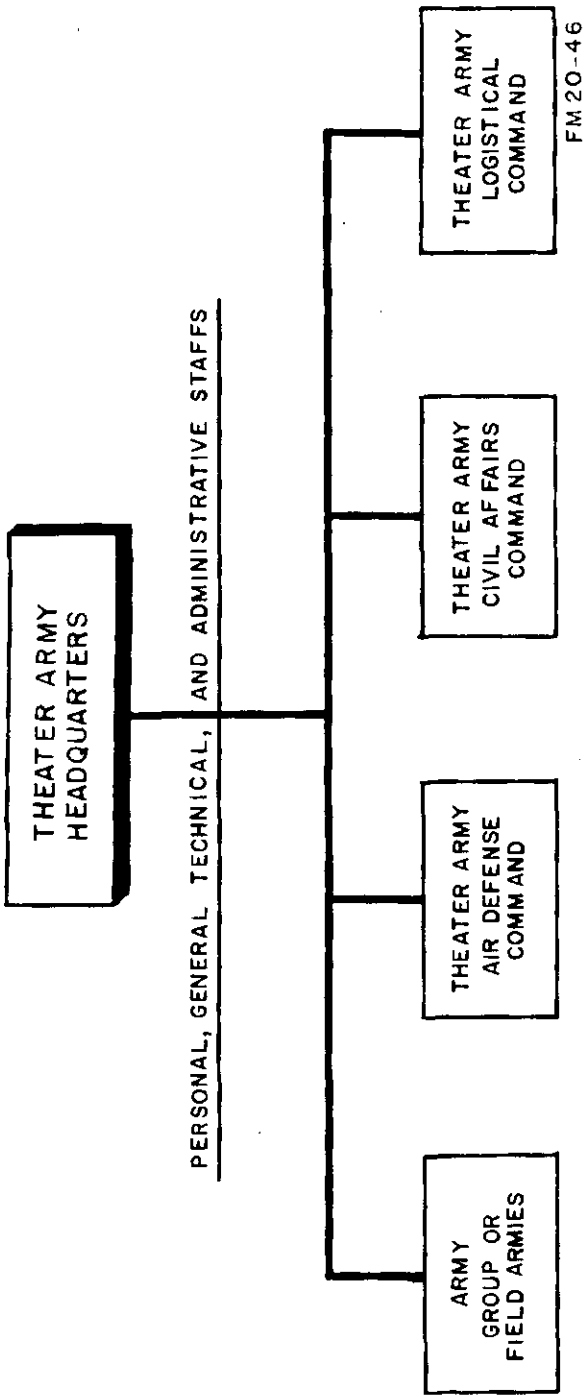 THEATER ARMY
HEADQUARTERS
PERSONAL, GENERAL TECHNICAL, AND ADMINISTRATIVE STAFFS
ARMY
GROUP OR
FIELD ARMIES
THEATER ARMY
AIR DEFENSE
COMMAND
THEATER ARMY
CIVIL AFFAIRS
COMMAND
THEATER ARMY
LOGISTICAL
COMMAND
FM 20-46